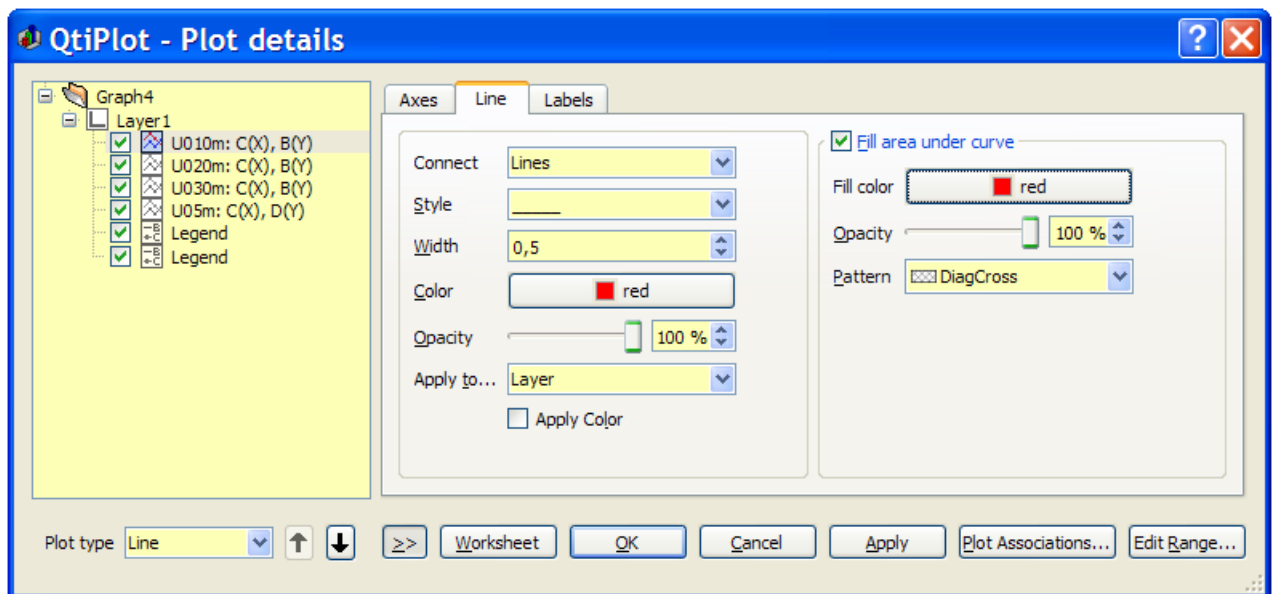 QtiPlot - Plot details
Graph4
Layer1
U010m: C(X), B(Y)
U020m: C(X), B(Y)
U030m: C(X), B(Y)
U05m: C(X), D(Y)
Legend
Legend
Axes Line Labels
Connect Lines
Style
Width 0,5
Color red
Opacity 100 %
Apply to... Layer
Apply Color
Fill area under curve
Fill color red
Opacity 100 %
Pattern DiagCross
Plot type Line >> Worksheet OK Cancel Apply Plot Associations... Edit Range...